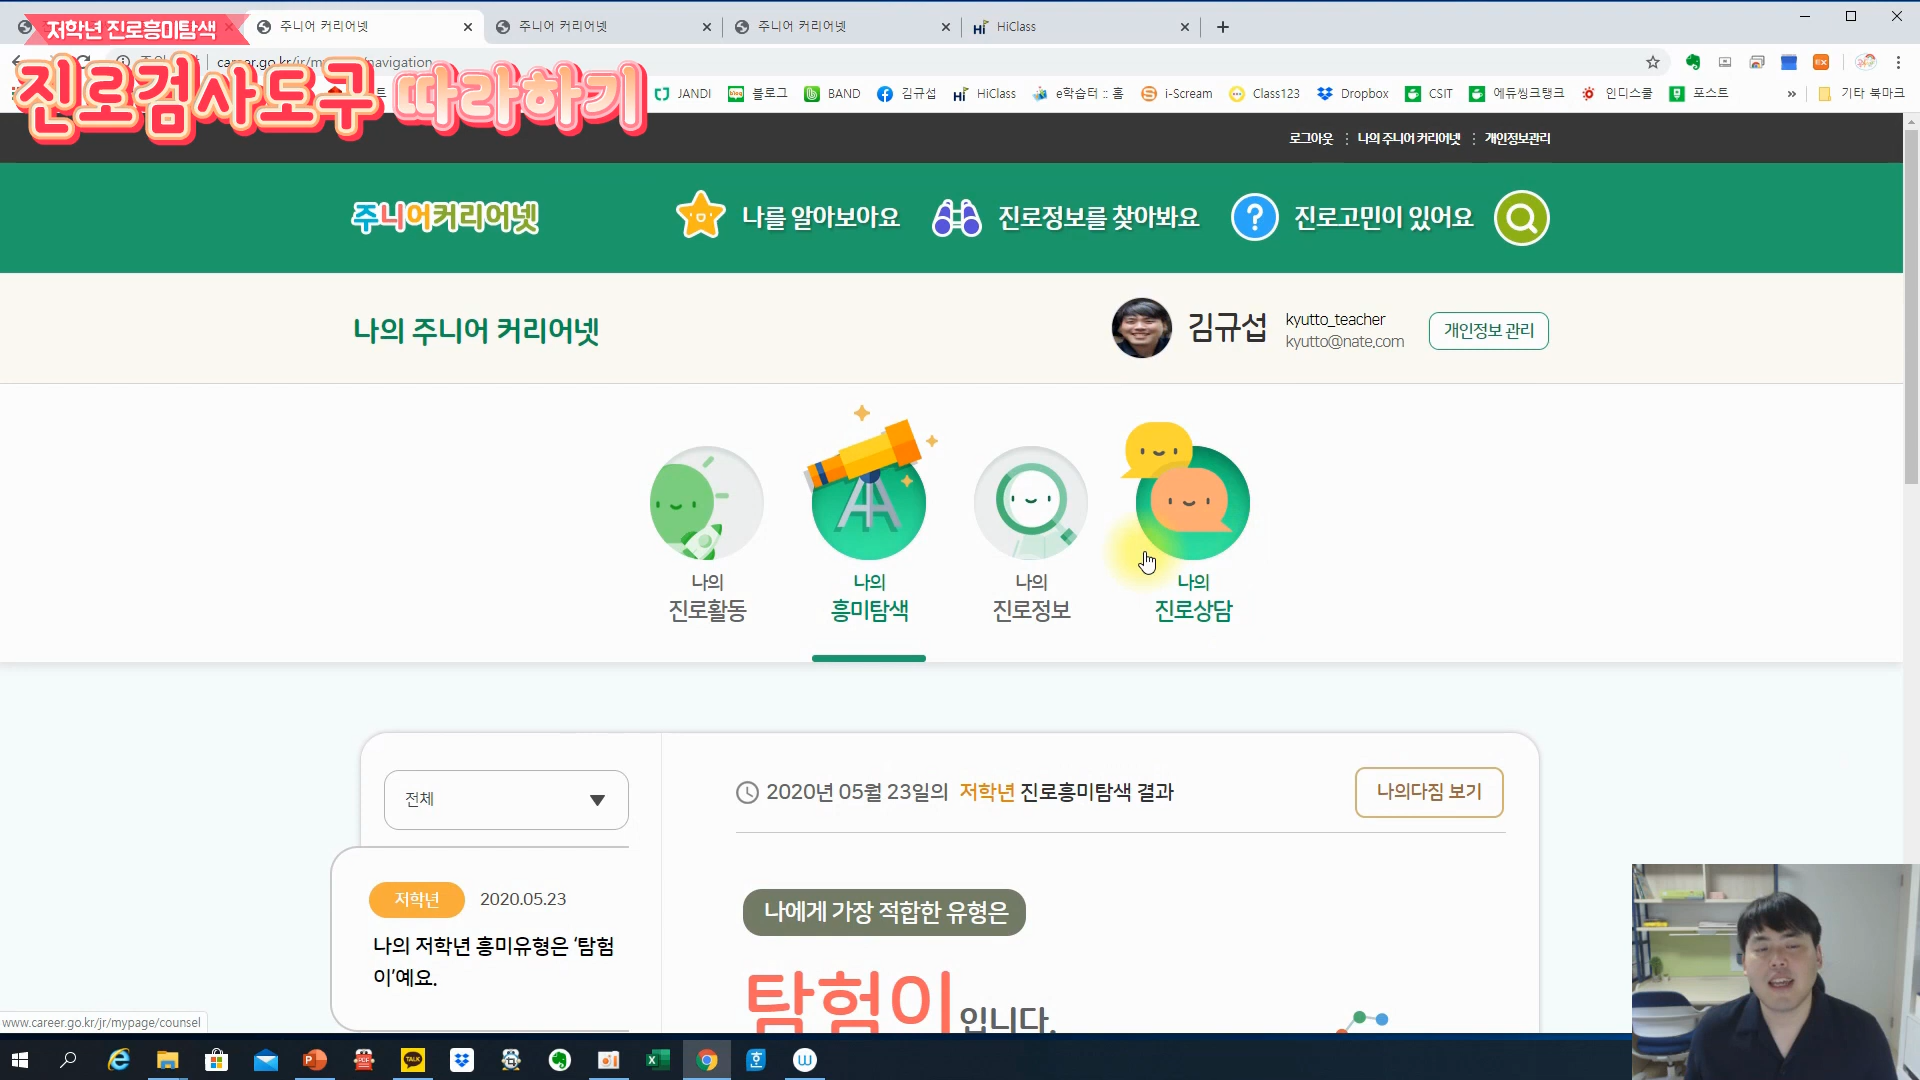 저학년 진로흥미탐색
진로검사도구 따라하기
주니어 커리어넷
주니어 커리어넷
주니어 커리어넷
HiClass
career.go.kr/jr/my navigation
JANDI
블로그
BAND
김규섭
HiClass
e학습터 :: 홈
i-Scream
Class123
Dropbox
CSIT
에듀씽크탱크
인디스쿨
포스트
»
기타 북마크
로그아웃 : 나의 주니어 커리어넷 : 개인정보관리
주니어커리어넷
나를 알아보아요
진로정보를 찾아봐요
진로고민이 있어요
나의 주니어 커리어넷
김규섭
kyutto_teacher
kyutto@nate.com
개인정보 관리
나의
진로활동
나의
흥미탐색
나의
진로정보
나의
진로상담
전체
2020년 05월 23일의 저학년 진로흥미탐색 결과
나의다짐 보기
저학년 2020.05.23
나의 저학년 흥미유형은 ‘탐험
이’예요.
나에게 가장 적합한 유형은
탐험이입니다.
www.career.go.kr/jr/mypage/counsel